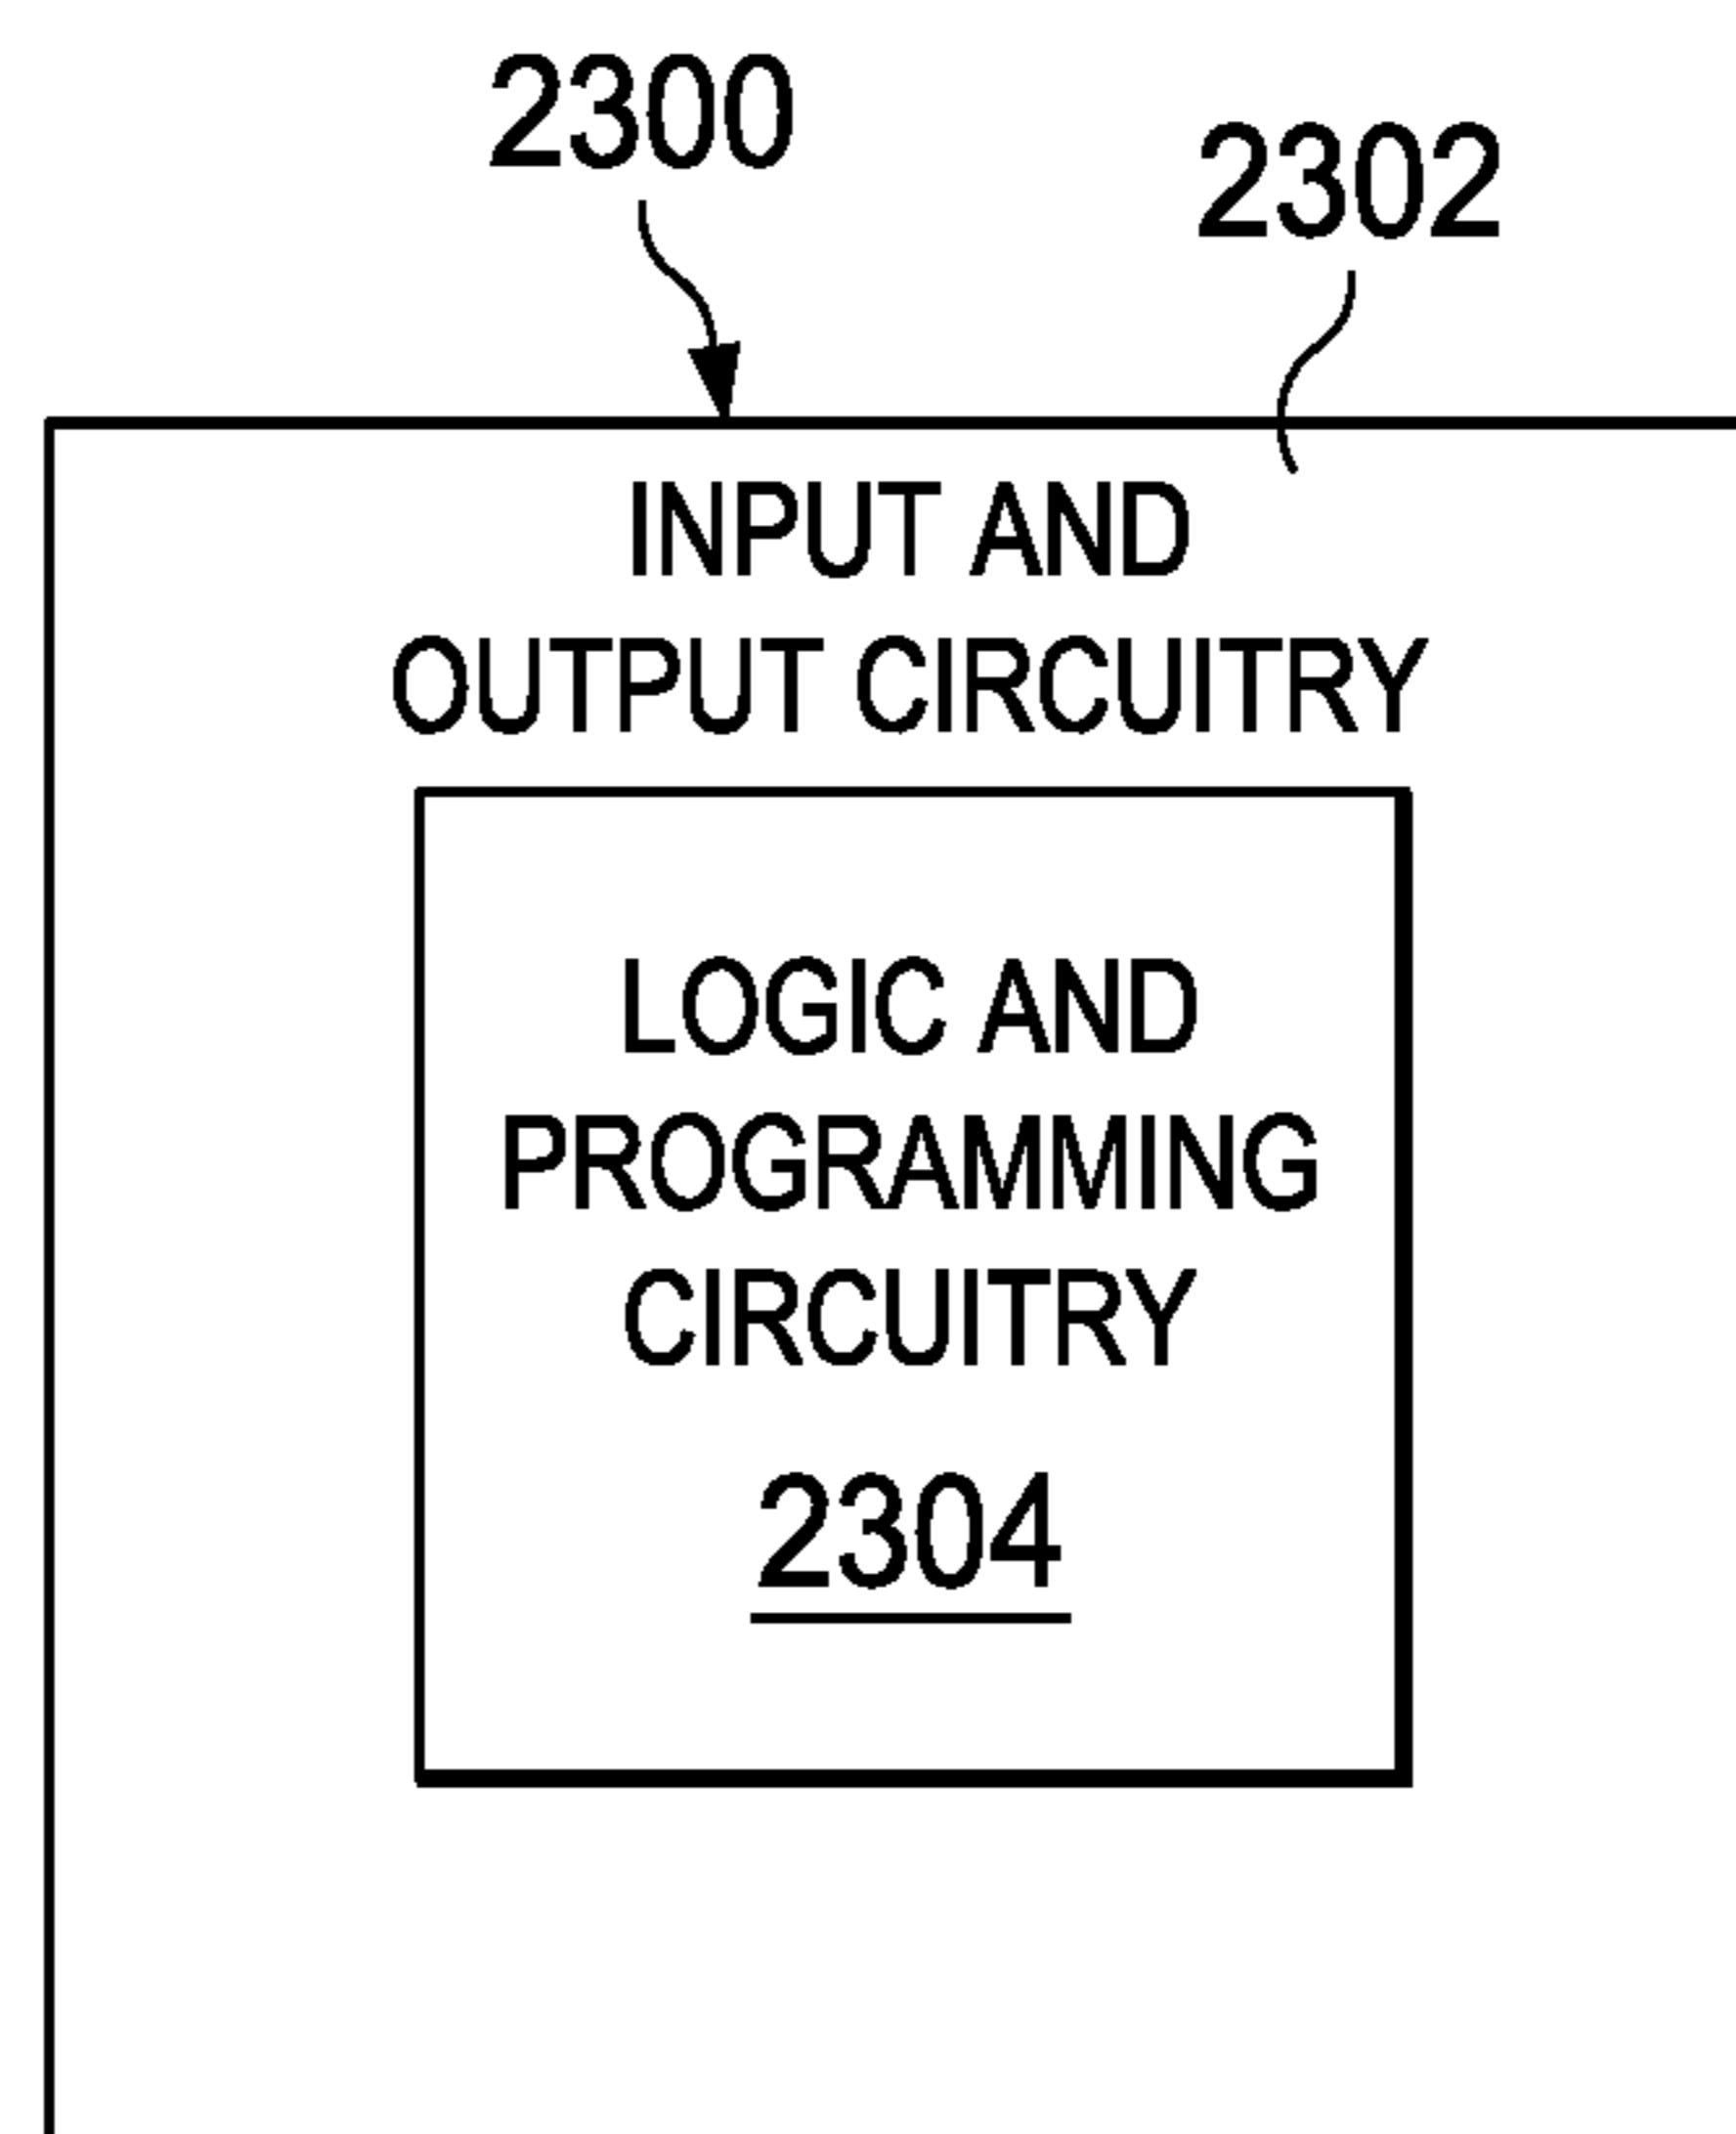 2300
2302
INPUT AND
OUTPUT CIRCUITRY
LOGIC AND
PROGRAMMING
CIRCUITRY
2304